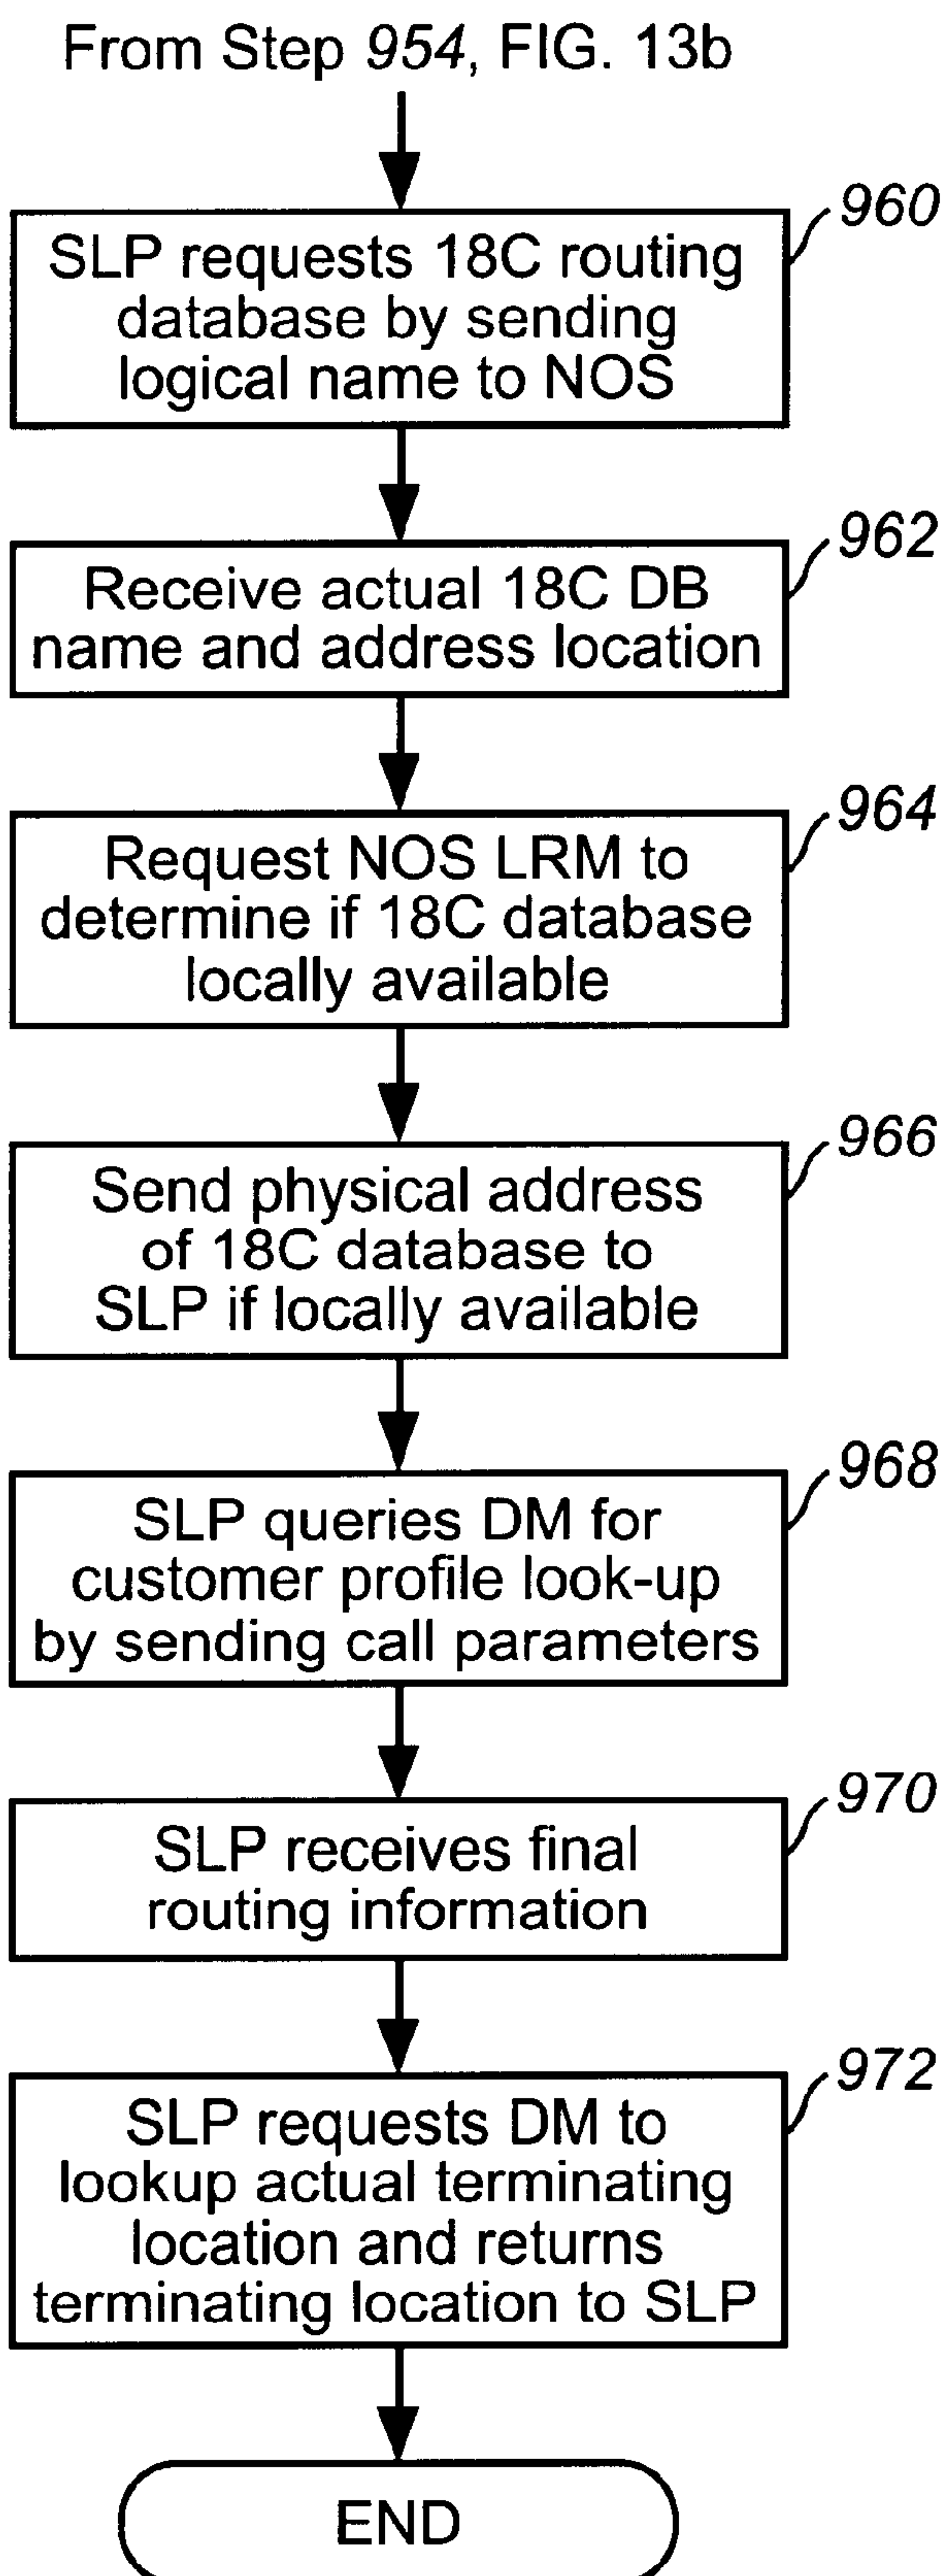 From Step 954, FIG. 13b
960
SLP requests 18C routing
database by sending
logical name to NOS
962
Receive actual 18C DB
name and address location
964
Request NOS LRM to
determine if 18C database
locally available
966
Send physical address
of 18C database to
SLP if locally available
968
SLP queries DM for
customer profile look-up
by sending call parameters
970
SLP receives final
routing information
972
SLP requests DM to
lookup actual terminating
location and returns
terminating location to SLP
END